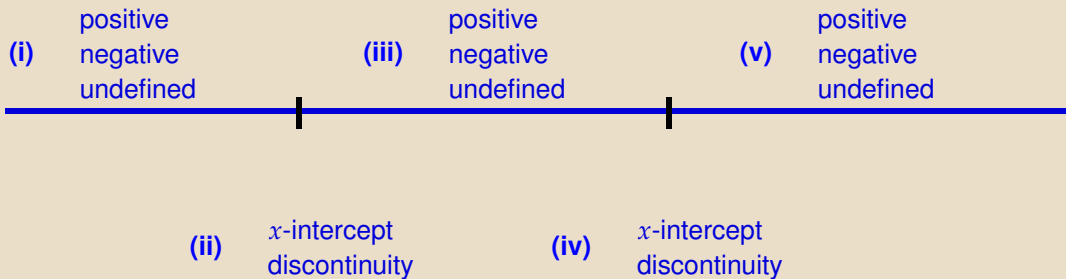 positive positive positive
(i) negative (iii) negative (v) negative
undefined undefined undefined
x-intercept x-intercept
(ii) (iv)
discontinuity discontinuity